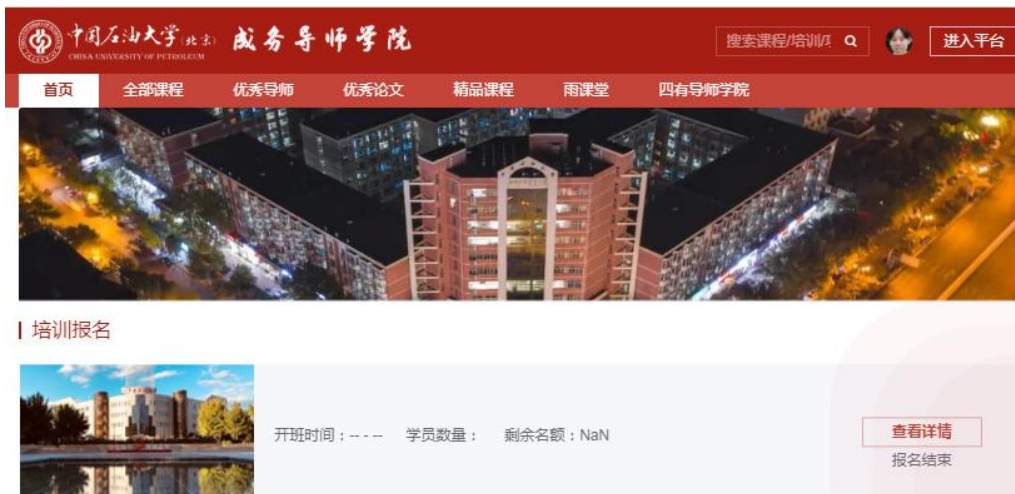 中国石油大学(北京) 成务导师学院
CHINA UNIVERSITY OF PETROLEUM
搜索课程/培训/项
进入平台
首页 全部课程 优秀导师 优秀论文 精品课程 雨课堂 四有导师学院
培训报名
开班时间：-- - -- 学员数量： 剩余名额：NaN
查看详情
报名结束